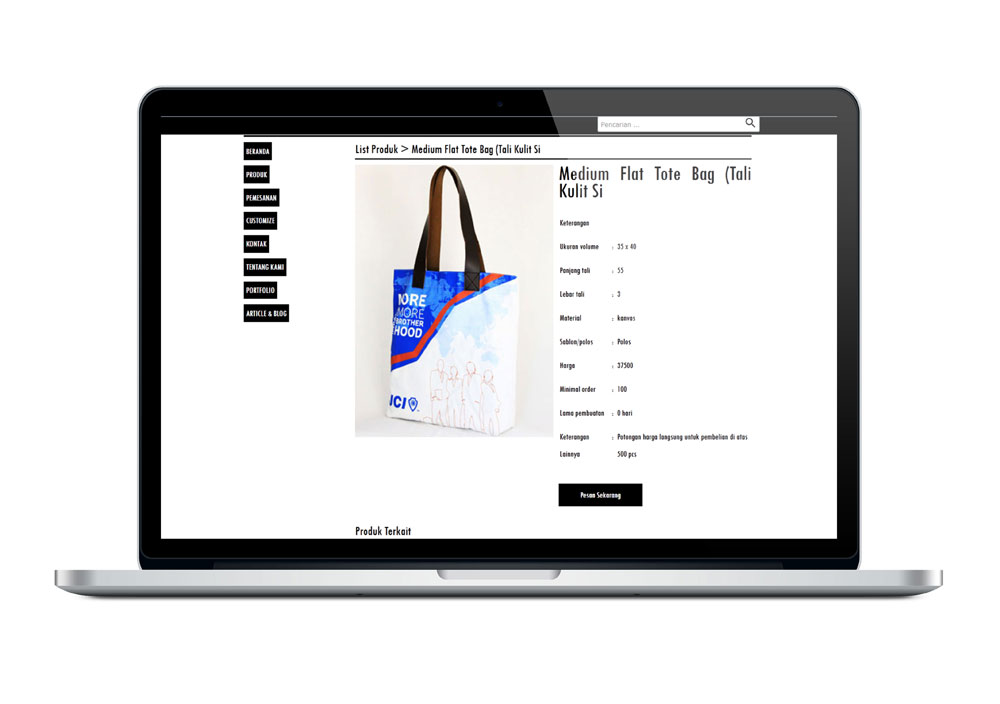 Pencarian ...
BERANDA
PRODUK
PEMESANAN
CUSTOMIZE
KONTAK
TENTANG KAMI
PORTFOLIO
ARTICLE & BLOG
List Produk > Medium Flat Tote Bag (Tali Kulit Si
MORE
MORE
BROTHER
HOOD
JCI
Medium Flat Tote Bag (Tali
Kulit Si
Keterangan
Ukuran volume : 35 x 40
Panjang tali : 55
Lebar tali : 3
Material : kanvas
Sablon/polos : Polos
Harga : 37500
Minimal order : 100
Lama pembuatan : 0 hari
Keterangan : Potongan harga langsung untuk pembelian di atas
Lainnya 500 pcs
Pesan Sekarang
Produk Terkait